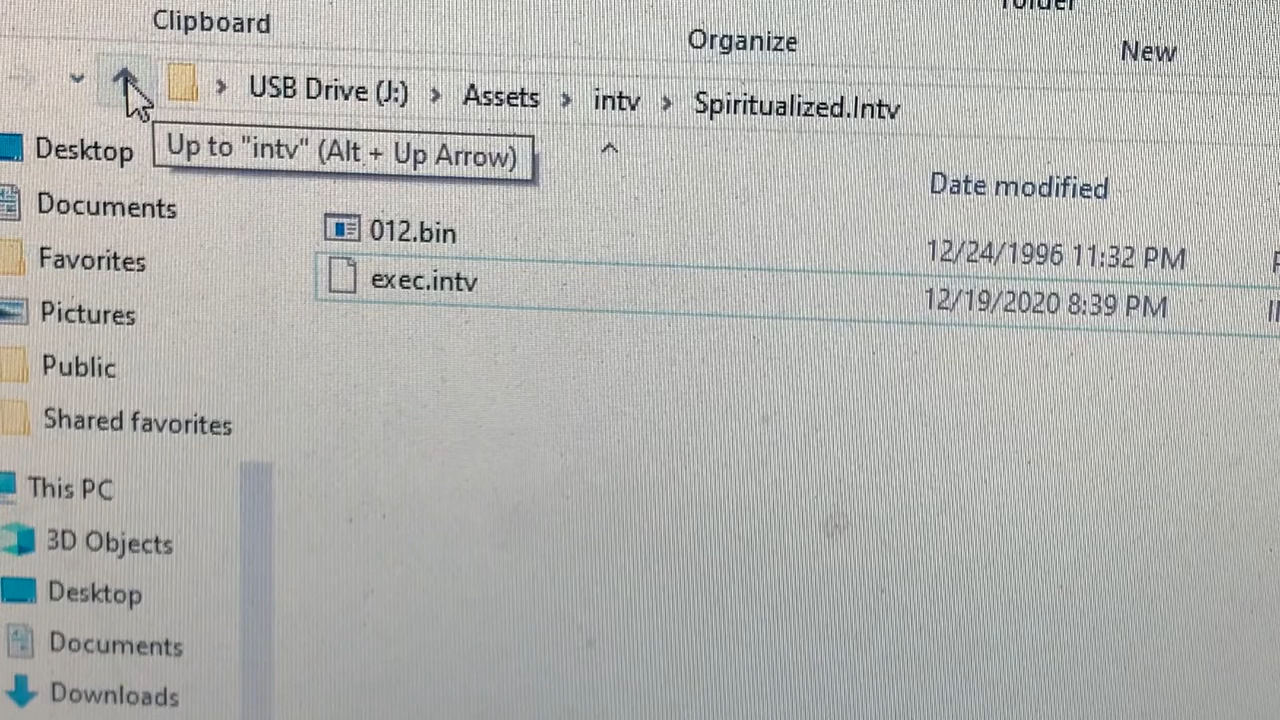 Clipboard
Organize
New
USB Drive (J:) > Assets > intv > Spiritualized.Intv
Up to "intv" (Alt + Up Arrow)
Date modified
012.bin 12/24/1996 11:32 PM
exec.intv 12/19/2020 8:39 PM
Desktop
Documents
Favorites
Pictures
Public
Shared favorites
This PC
3D Objects
Desktop
Documents
Downloads